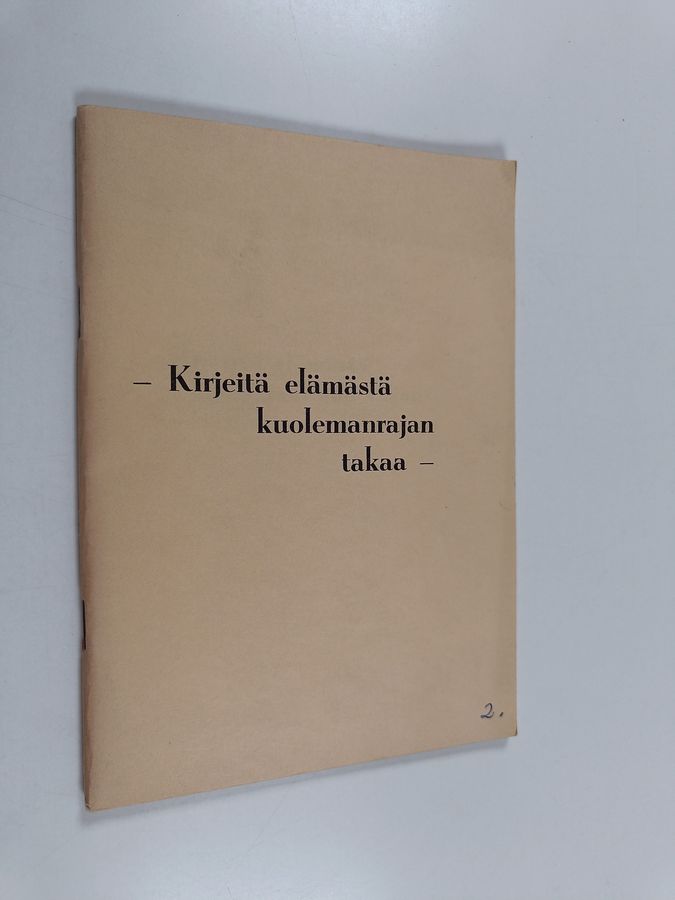 – Kirjeitä elämästä
kuolemanrajan
takaa –
2.